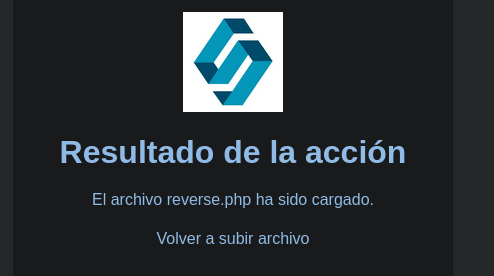 Resultado de la acción
El archivo reverse.php ha sido cargado.
Volver a subir archivo